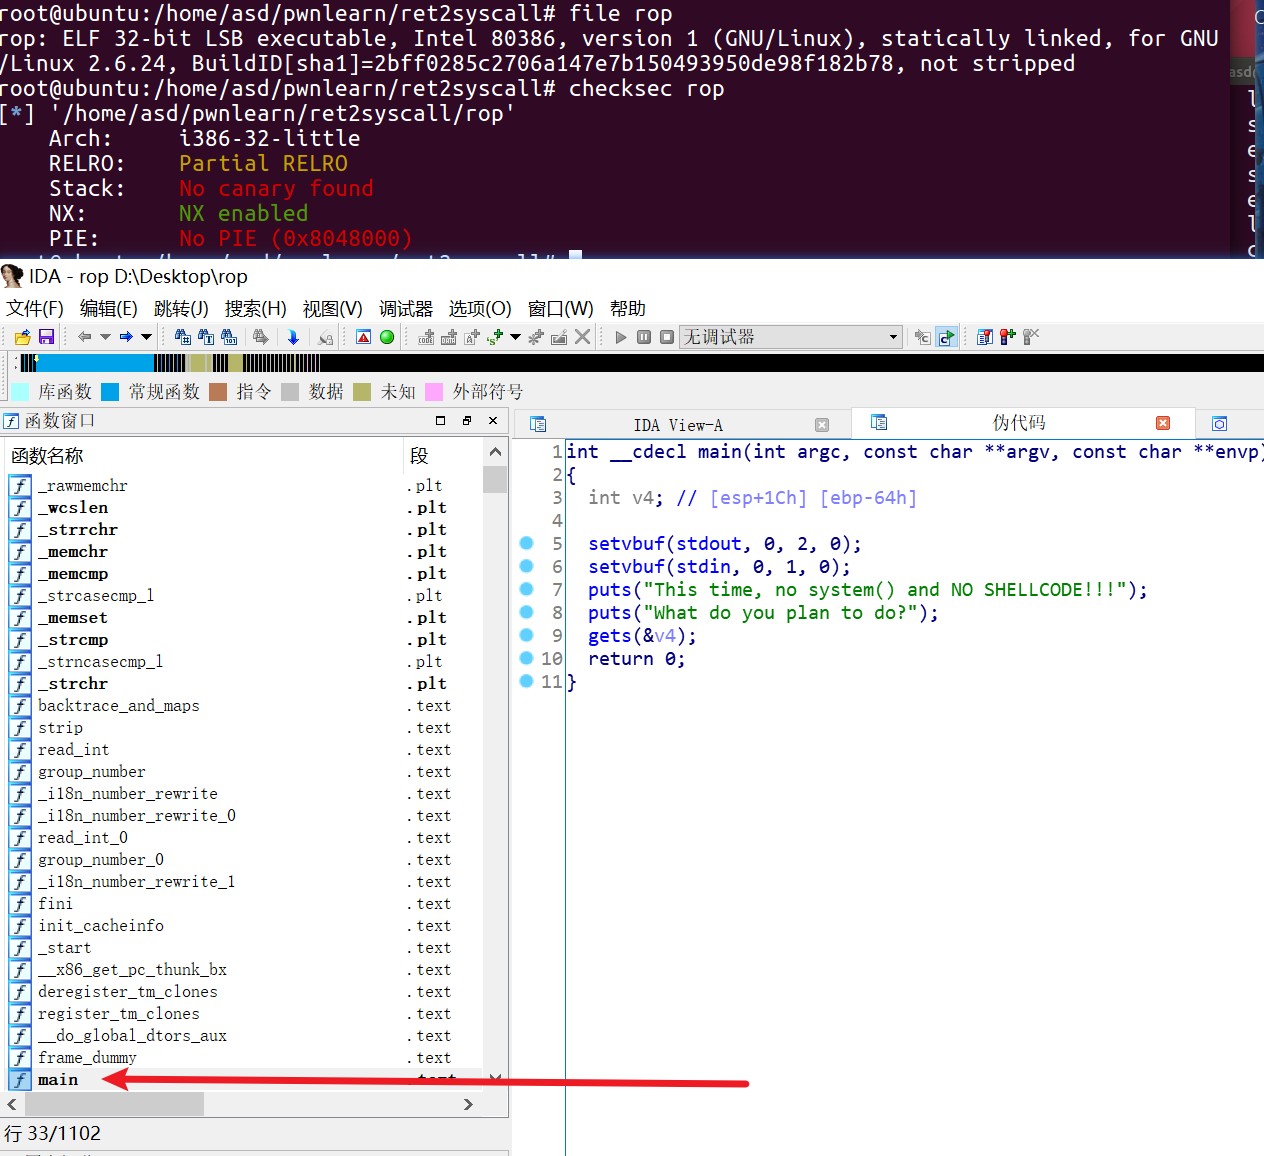 root@ubuntu:/home/asd/pwnlearn/ret2syscall# file rop
rop: ELF 32-bit LSB executable, Intel 80386, version 1 (GNU/Linux), statically linked, for GNU
/Linux 2.6.24, BuildID[sha1]=2bff0285c2706a147e7b150493950de98f182b78, not stripped
root@ubuntu:/home/asd/pwnlearn/ret2syscall# checksec rop
[*] '/home/asd/pwnlearn/ret2syscall/rop'
Arch: i386-32-little
RELRO: Partial RELRO
Stack: No canary found
NX: NX enabled
PIE: No PIE (0x8048000)
IDA - rop D:\Desktop\rop
文件(F) 编辑(E) 跳转(J) 搜索(H) 视图(V) 调试器 选项(O) 窗口(W) 帮助
无调试器
库函数 常规函数 指令 数据 未知 外部符号
函数窗口
函数名称 段
_rawmemchr .plt
_wcslen .plt
_strrchr .plt
_memchr .plt
_memcmp .plt
_strcasecmp_l .plt
_memset .plt
_strcmp .plt
_strncasecmp_l .plt
_strchr .plt
backtrace_and_maps .text
strip .text
read_int .text
group_number .text
_i18n_number_rewrite .text
_i18n_number_rewrite_0 .text
read_int_0 .text
group_number_0 .text
_i18n_number_rewrite_1 .text
fini .text
init_cacheinfo .text
_start .text
__x86_get_pc_thunk_bx .text
deregister_tm_clones .text
register_tm_clones .text
__do_global_dtors_aux .text
frame_dummy .text
main .text
行 33/1102
IDA View-A 伪代码
1 int __cdecl main(int argc, const char **argv, const char **envp)
2 {
3 int v4; // [esp+1Ch] [ebp-64h]
4
5 setvbuf(stdout, 0, 2, 0);
6 setvbuf(stdin, 0, 1, 0);
7 puts("This time, no system() and NO SHELLCODE!!!");
8 puts("What do you plan to do?");
9 gets(&v4);
10 return 0;
11 }